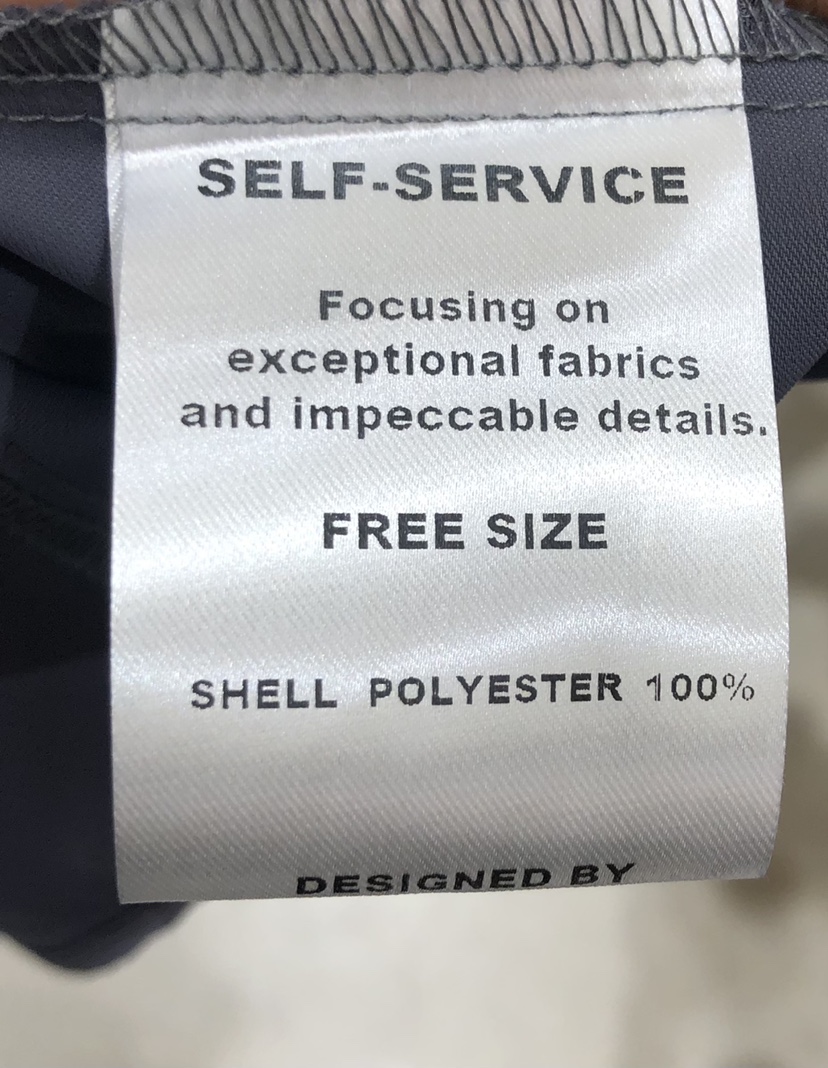 SELF-SERVICE
Focusing on
exceptional fabrics
and impeccable details.
FREE SIZE
SHELL POLYESTER 100%
DESIGNED BY